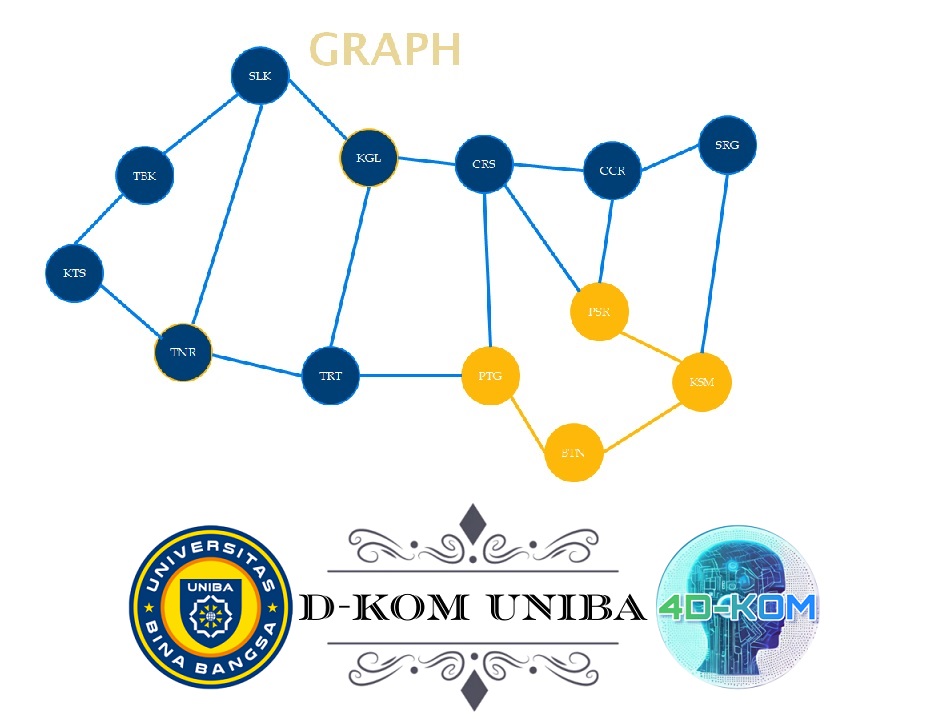 GRAPH
SLK
KGL
CRS
CCR
SRG
TBK
KTS
TNR
TRT
PTG
PSR
KSM
BTN
UNIVERSITAS
UNIBA
BINA BANGSA
D-KOM UNIBA
4D-KOM